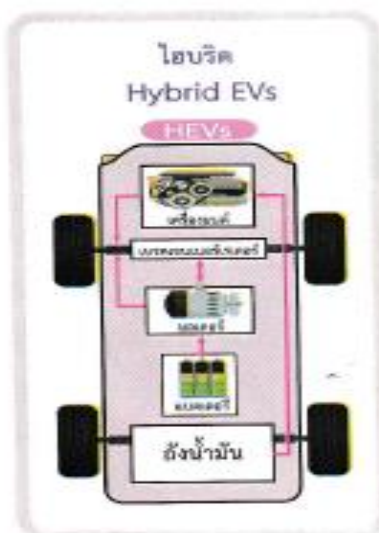 ไฮบริด
Hybrid EVs
HEVs
เครื่องยนต์
มอเตอร์
แบตเตอรี่
ถังน้ำมัน